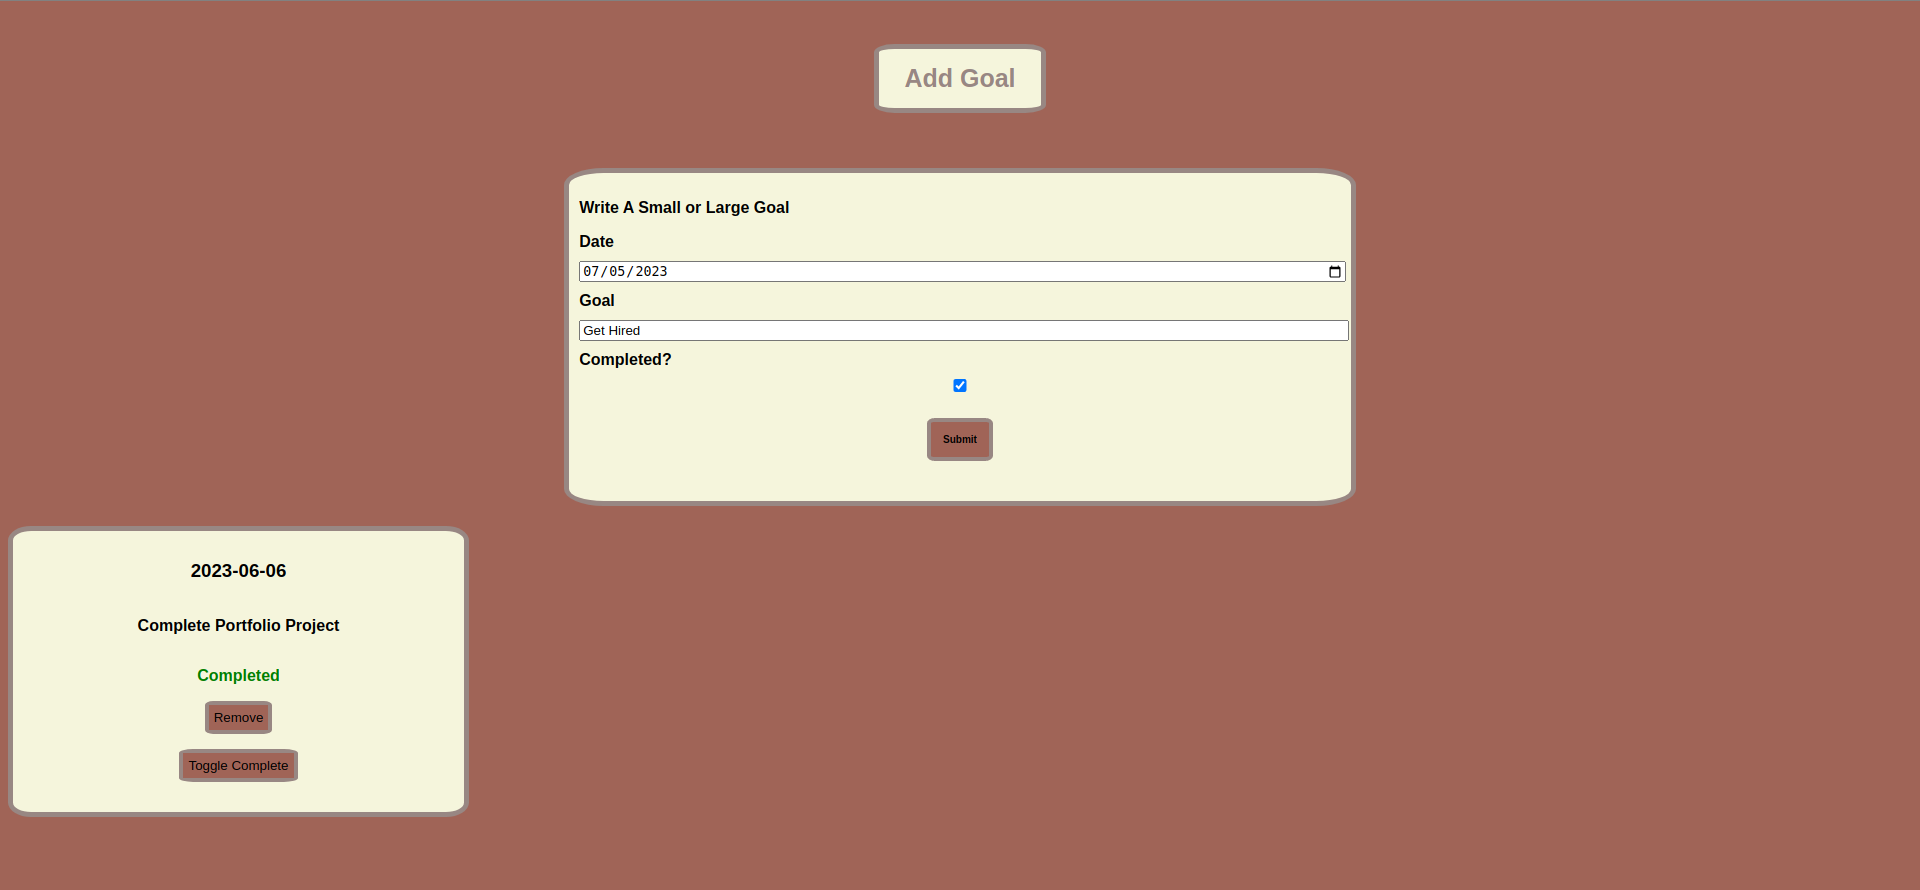 Add Goal
Write A Small or Large Goal
Date
07/05/2023
Goal
Get Hired
Completed?
Submit
2023-06-06
Complete Portfolio Project
Completed
Remove
Toggle Complete